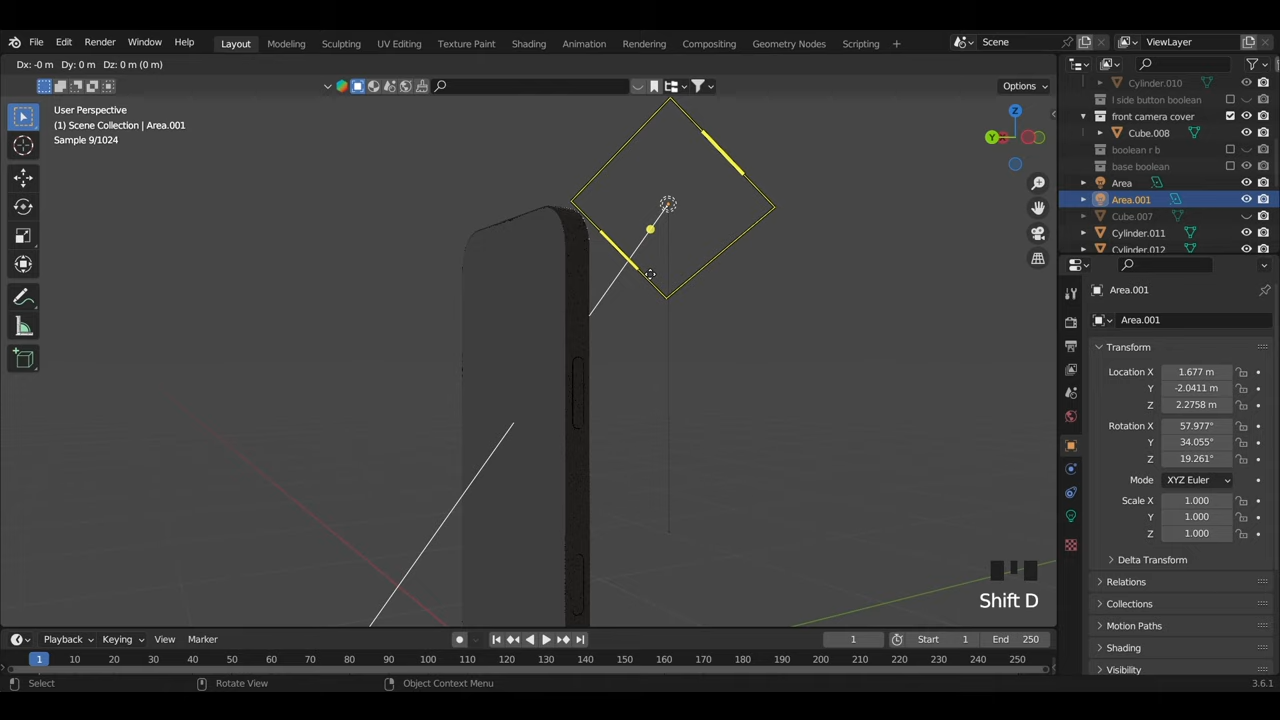 File Edit Render Window Help Layout Modeling Sculpting UV Editing Texture Paint Shading Animation Rendering Compositing Geometry Nodes Scripting + Scene ViewLayer
Dx: -0 m Dy: 0 m Dz: 0 m (0 m)
Options
User Perspective
(1) Scene Collection | Area.001
Sample 9/1024
Z
Y
Cylinder.010
l side button boolean
front camera cover
Cube.008
boolean r b
base boolean
Area
Area.001
Cube.007
Cylinder.011
Cylinder.012
Area.001
Area.001
Transform
Location X 1.677 m
Y -2.0411 m
Z 2.2758 m
Rotation X 57.977°
Y 34.055°
Z 19.261°
Mode XYZ Euler
Scale X 1.000
Y 1.000
Z 1.000
Delta Transform
Relations
Collections
Motion Paths
Shading
Visibility
Shift D
Playback Keying View Marker 1 Start 1 End 250
1 10 20 30 40 50 60 70 80 90 100 110 120 130 140 150 160 170 180 190 200 210 220 230 240 250
Select Rotate View Object Context Menu 3.6.1